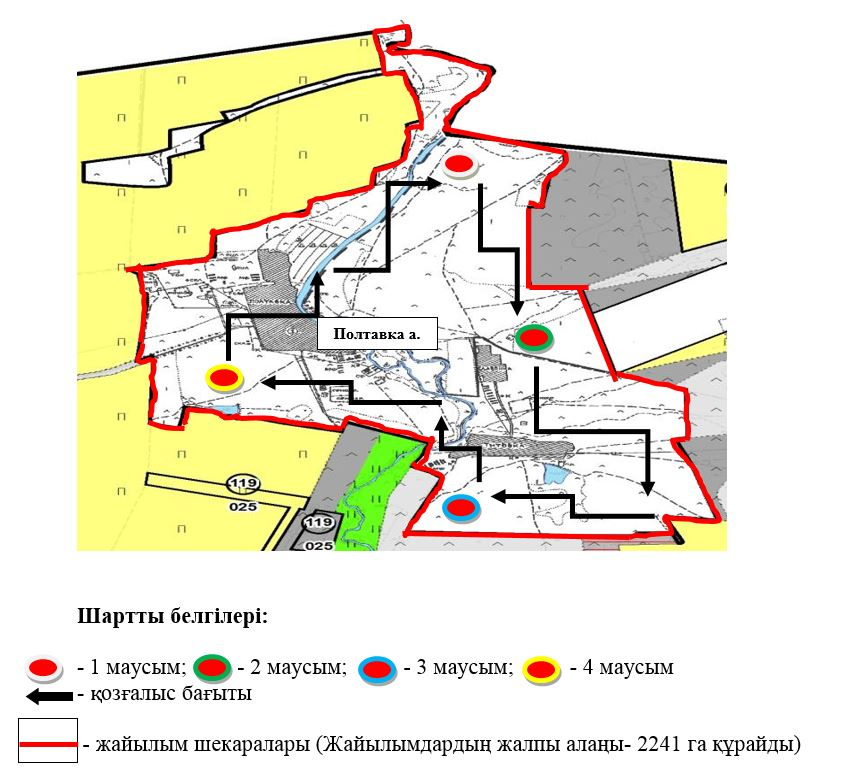 ПОЛТАВКА
Полтавка а.
119
025
119
025
Шартты белгілері:
- 1 маусым; - 2 маусым; - 3 маусым; - 4 маусым
- қозғалыс бағыты
- жайылым шекаралары (Жайылымдардың жалпы алаңы- 2241 га құрайды)